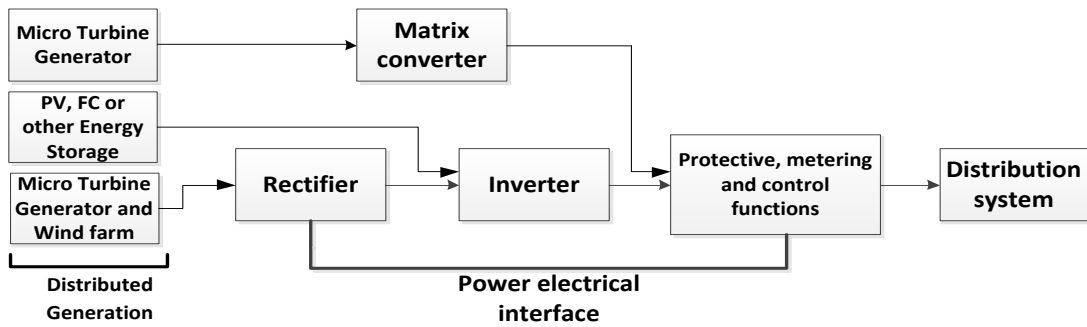 Micro Turbine
Generator
Matrix
converter
PV, FC or
other Energy
Storage
Micro Turbine
Generator and
Wind farm
Rectifier
Inverter
Protective, metering
and control
functions
Distribution
system
Distributed
Generation
Power electrical
interface